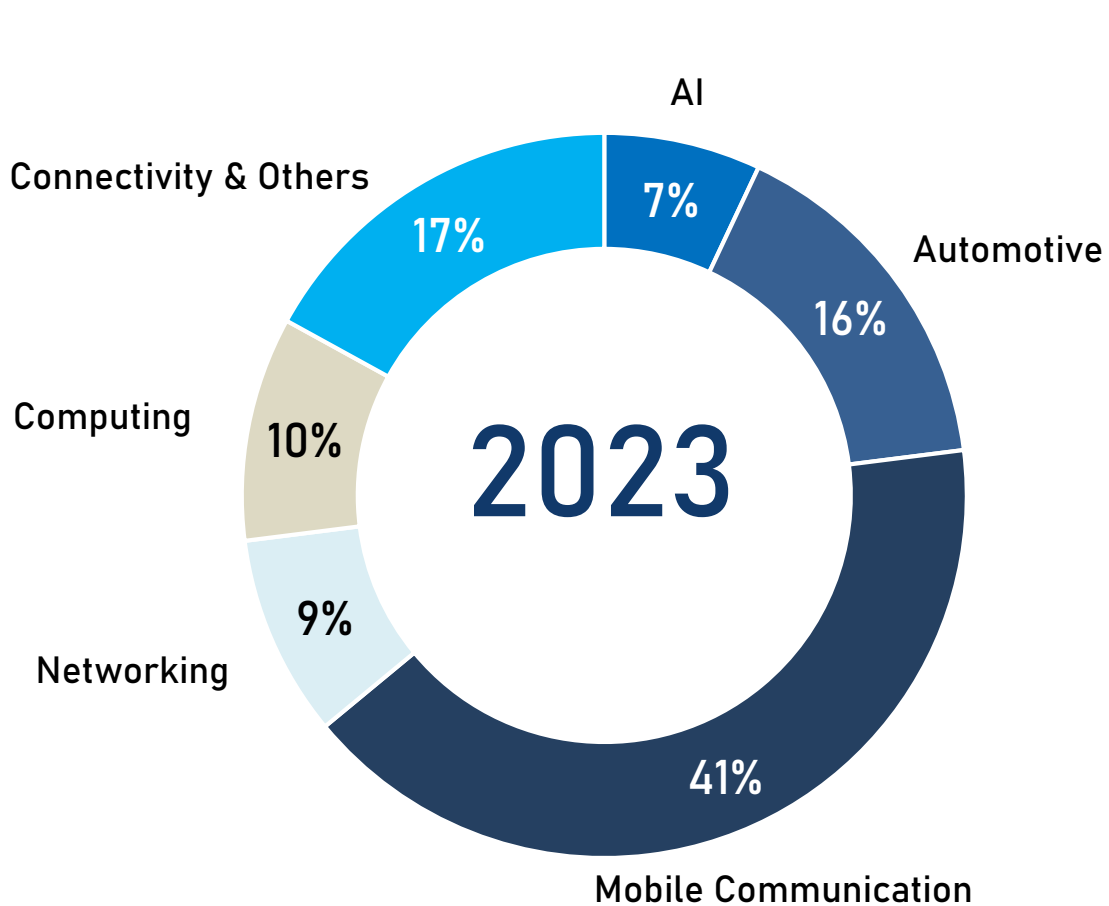 AI
7%
Automotive
16%
Mobile Communication
41%
Networking
9%
Computing
10%
Connectivity & Others
17%
2023